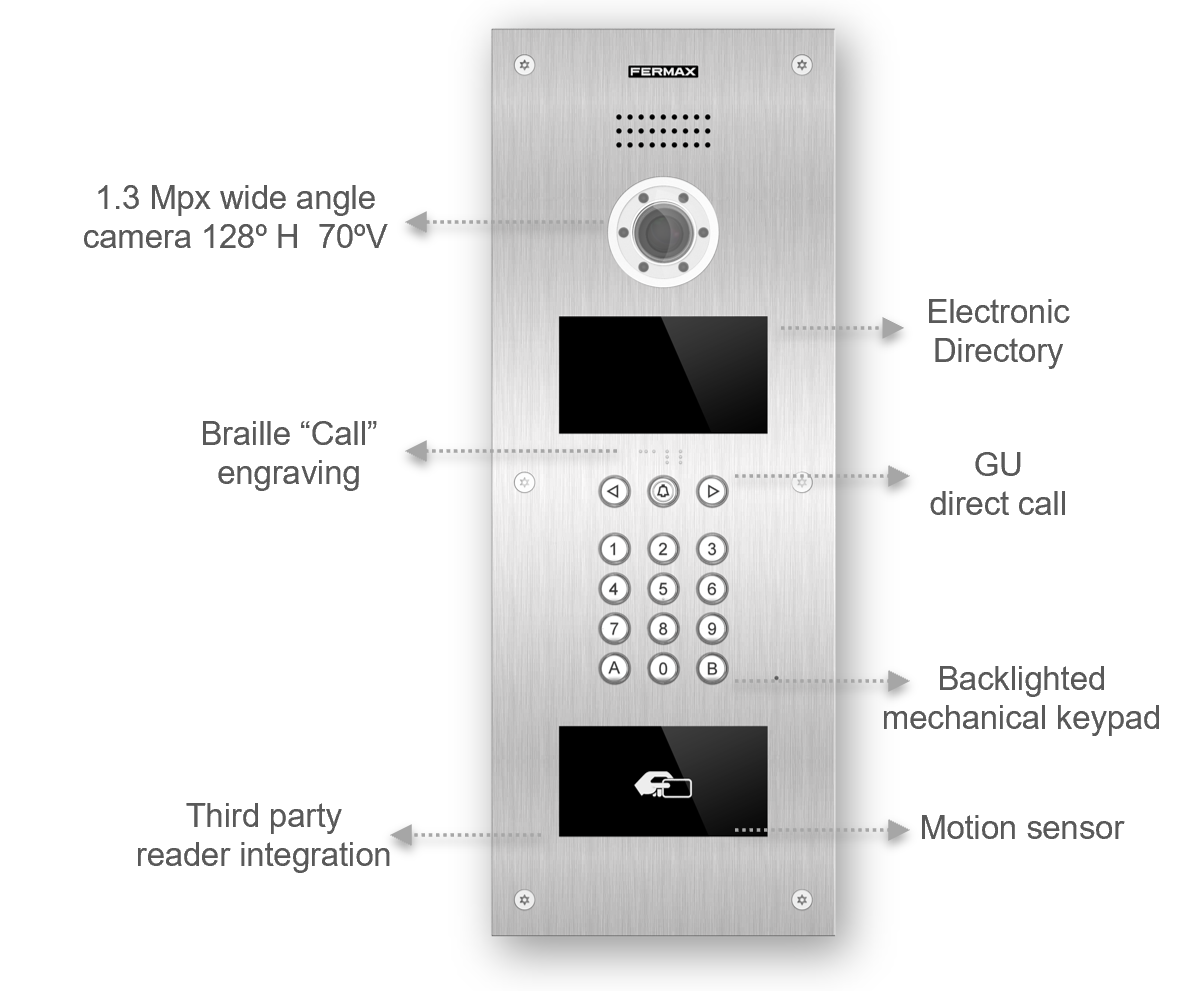 FERMAX
1.3 Mpx wide angle
camera 128º H 70ºV
Electronic
Directory
Braille “Call”
engraving
GU
direct call
1 2 3
4 5 6
7 8 9
A 0 B
Backlighted
mechanical keypad
Third party
reader integration
Motion sensor